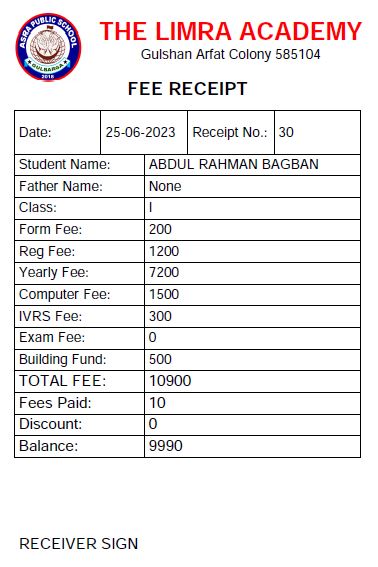 THE LIMRA ACADEMY
ASRA PUBLIC SCHOOL
GULBARGA
2018
Gulshan Arfat Colony 585104
FEE RECEIPT
Date: 25-06-2023 Receipt No.: 30
Student Name: ABDUL RAHMAN BAGBAN
Father Name: None
Class: I
Form Fee: 200
Reg Fee: 1200
Yearly Fee: 7200
Computer Fee: 1500
IVRS Fee: 300
Exam Fee: 0
Building Fund: 500
TOTAL FEE: 10900
Fees Paid: 10
Discount: 0
Balance: 9990
RECEIVER SIGN